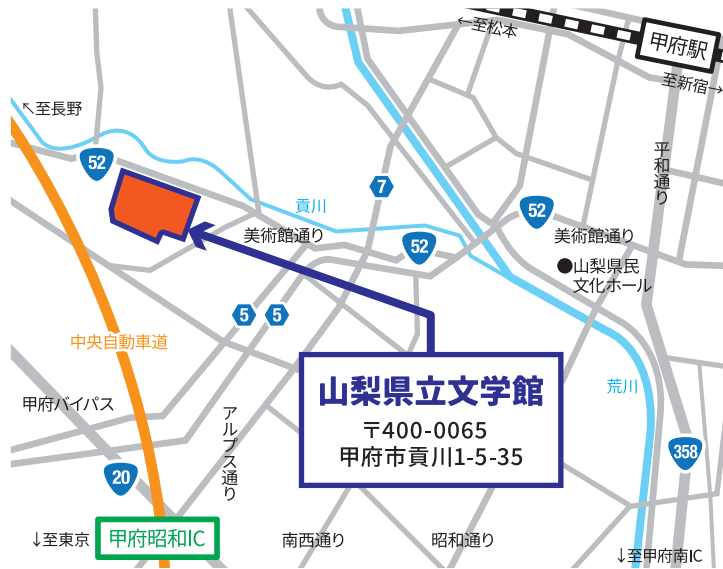 ←至松本
甲府駅
至新宿→
↖至長野
平和通り
52
7
貢川
52
美術館通り
52
美術館通り
●山梨県民
文化ホール
5
5
中央自動車道
山梨県立文学館
〒400-0065
甲府市貢川1-5-35
荒川
甲府バイパス
アルプス通り
358
20
↓至東京
甲府昭和IC
南西通り
昭和通り
↓至甲府南IC